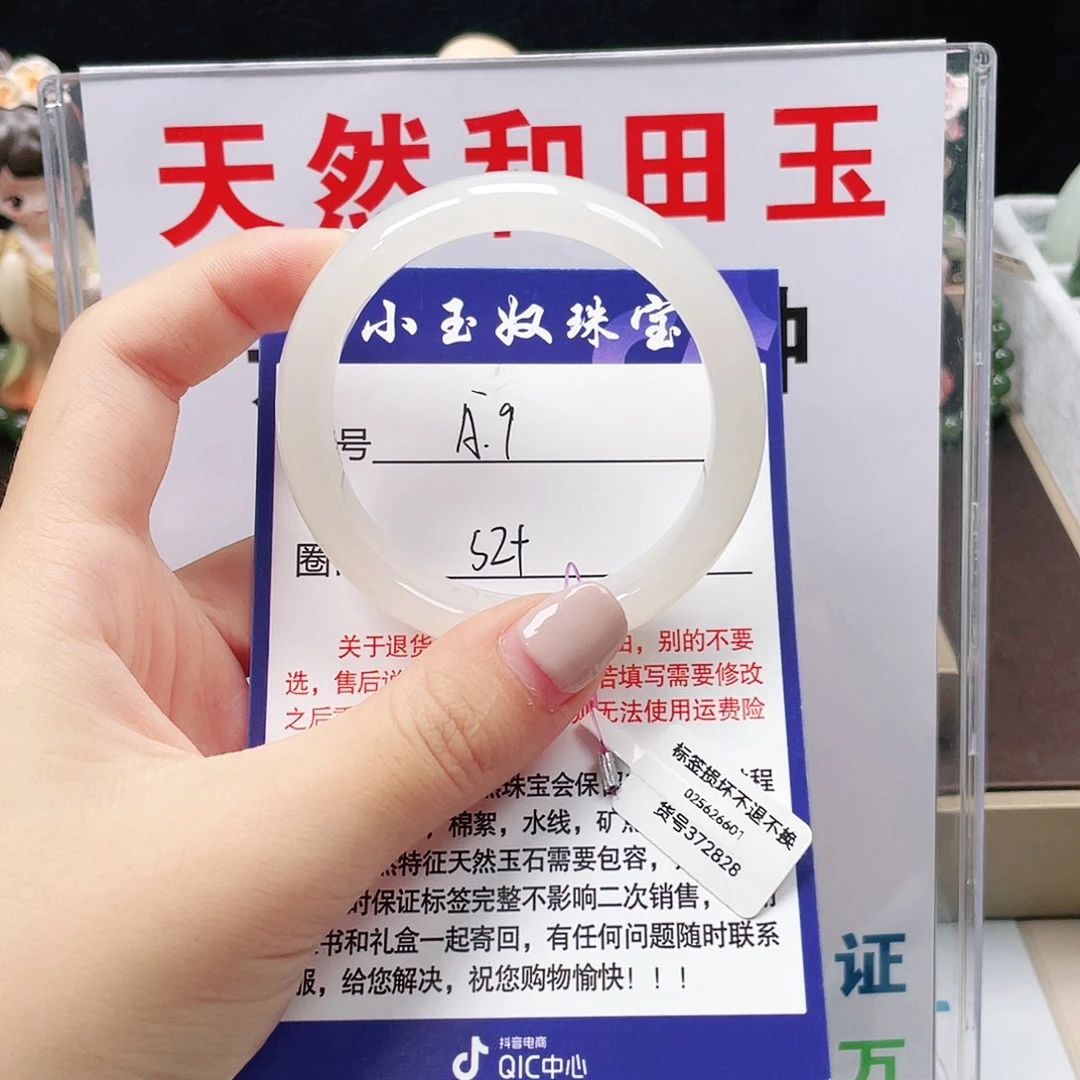 天然和田玉
小玉奴珠宝
号 A.9
圈 52+
关于退货 ，别的不要
选，售后 若填写需要修改
之后 无法使用运费险
珠宝会保留 程
，棉絮，水线，矿
特征天然玉石需要包容，
时保证标签完整不影响二次销售，
书和礼盒一起寄回，有任何问题随时联系
服，给您解决，祝您购物愉快！！！
标签损坏不退不换
025626601
货号372828
证
万
抖音电商
QIC中心